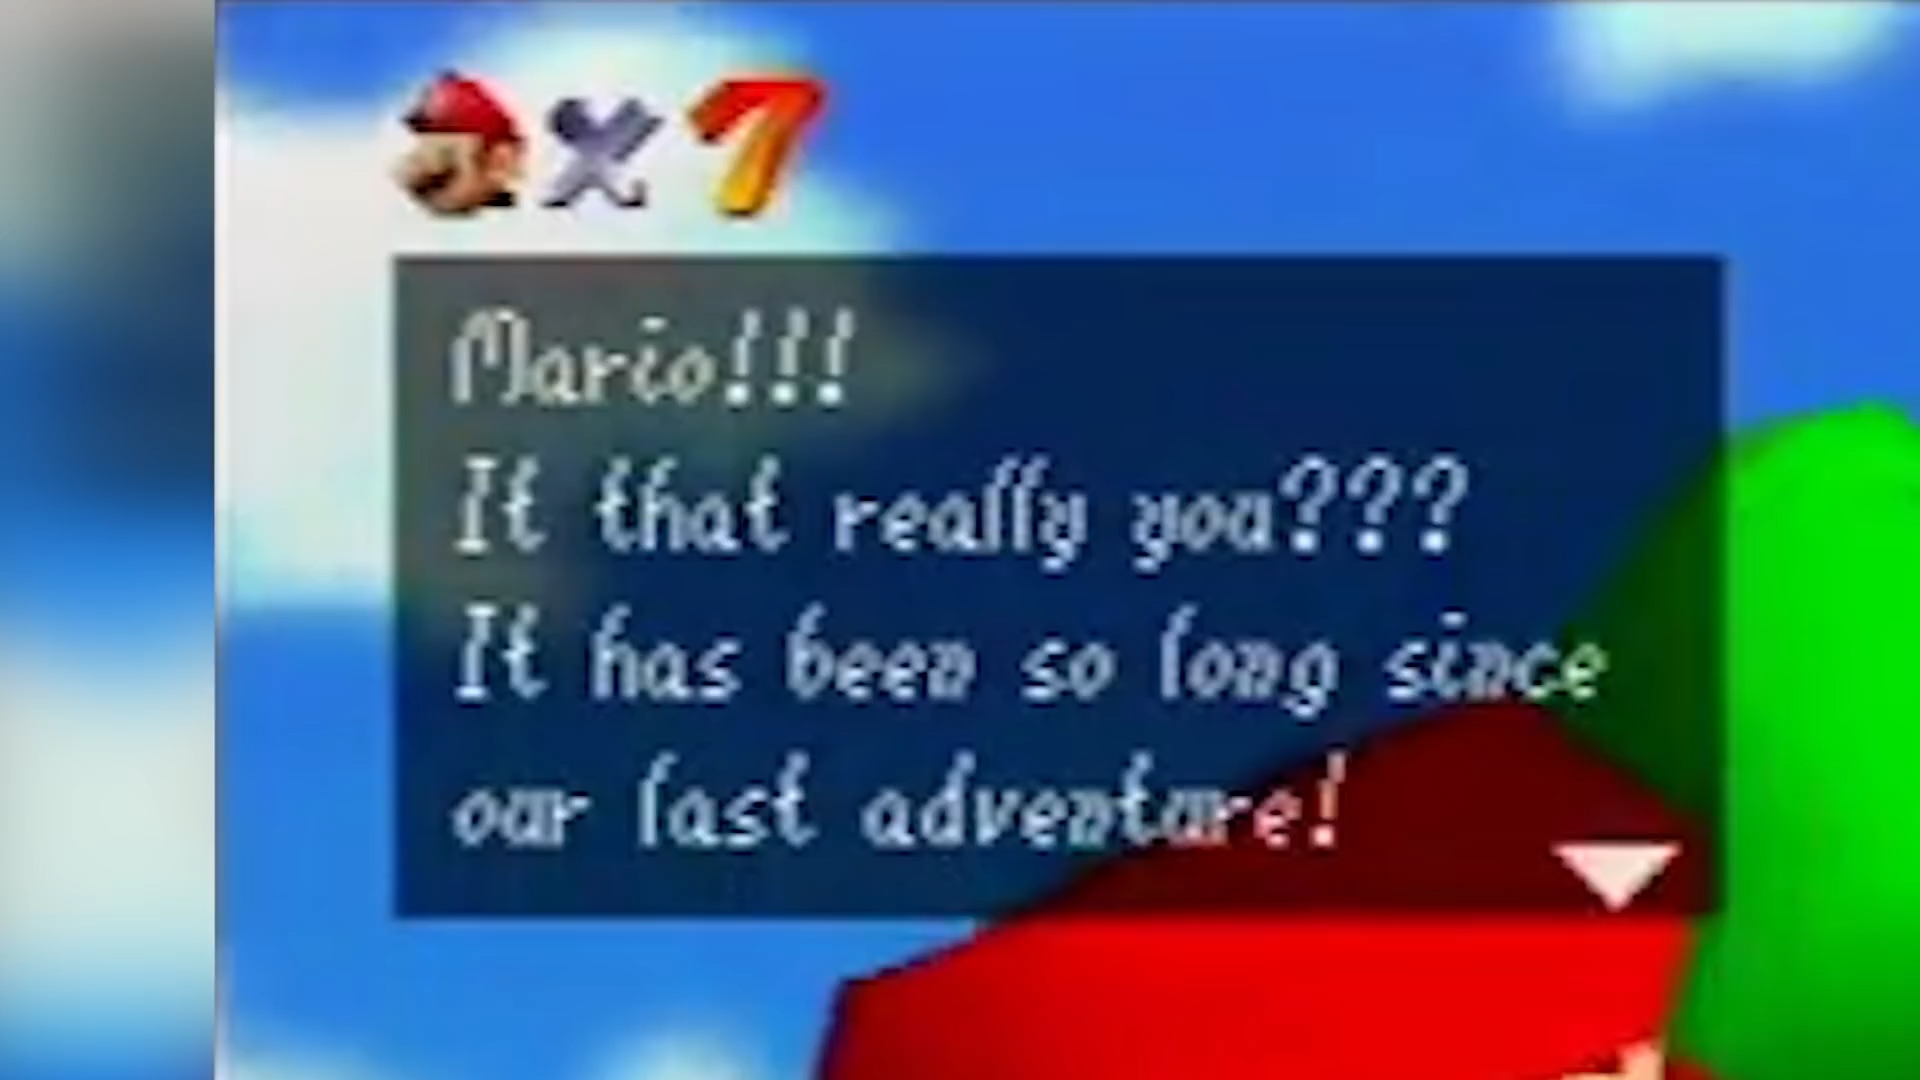 ×7
Mario!!!
It that really you???
It has been so long since
our last adventure!